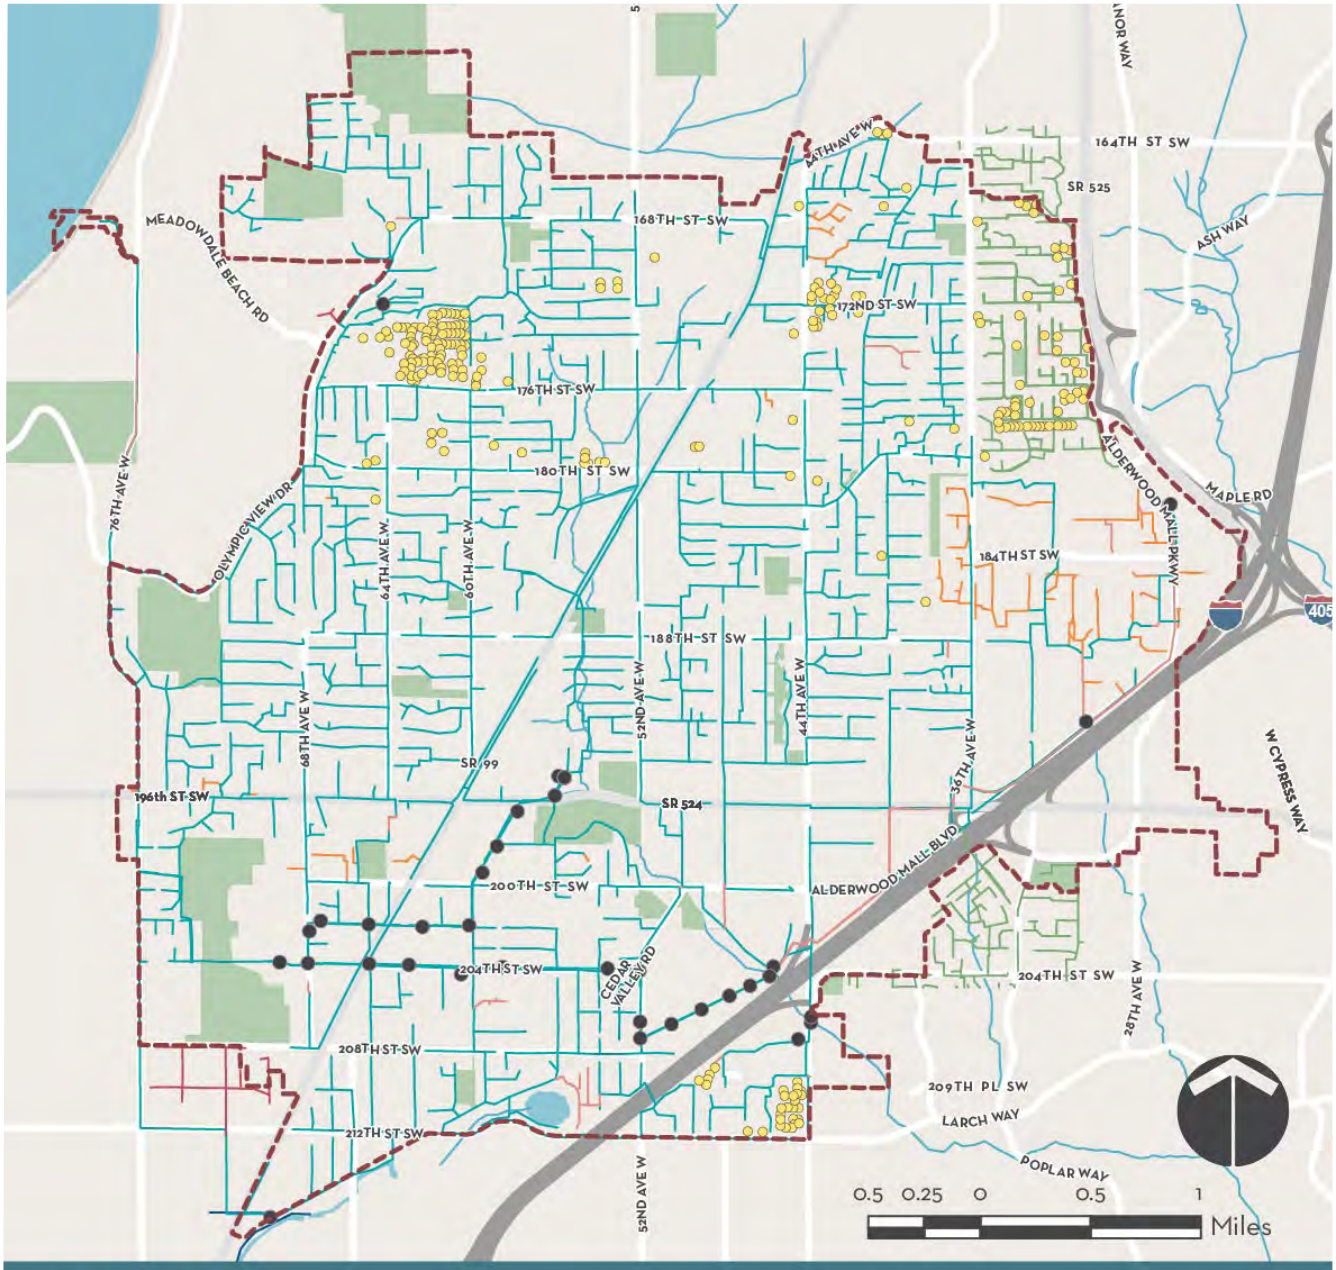 5
ANOR WAY
44TH AVE W
164TH ST SW
SR 525
MEADOWDALE BEACH RD
168TH ST SW
ASH WAY
172ND ST SW
176TH ST SW
76TH AVE W
180TH ST SW
ALDERWOOD MALL PKWY
MAPLE RD
OLYMPIC VIEW DR
64TH AVE W
60TH AVE W
184TH ST SW
405
188TH ST SW
68TH AVE W
52ND AVE W
44TH AVE W
36TH AVE W
W CYPRESS WAY
SR 99
196th ST SW
SR 524
ALDERWOOD MALL BLVD
200TH ST SW
204TH ST SW
CEDAR
VALLEY RD
204TH ST SW
28TH AVE W
208TH ST SW
209TH PL SW
LARCH WAY
212TH ST SW
POPLAR WAY
52ND AVE W
0.5 0.25 0 0.5 1
Miles